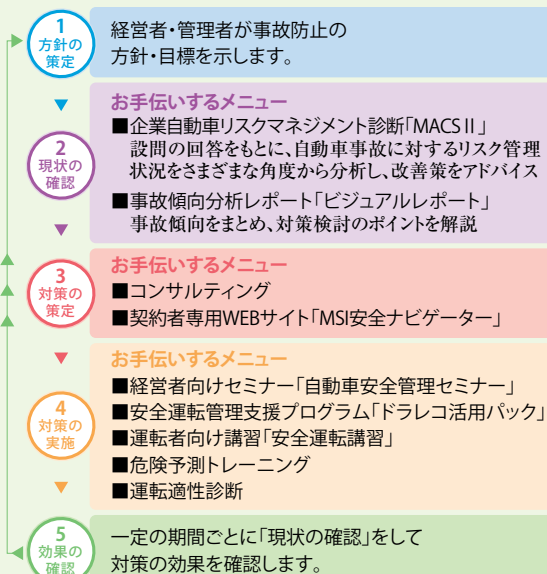 1
方針の
策定
経営者・管理者が事故防止の
方針・目標を示します。
2
現状の
確認
お手伝いするメニュー
■企業自動車リスクマネジメント診断「MACSⅡ」
設問の回答をもとに、自動車事故に対するリスク管理
状況をさまざまな角度から分析し、改善策をアドバイス
■事故傾向分析レポート「ビジュアルレポート」
事故傾向をまとめ、対策検討のポイントを解説
3
対策の
策定
お手伝いするメニュー
■コンサルティング
■契約者専用WEBサイト「MSI安全ナビゲーター」
4
対策の
実施
お手伝いするメニュー
■経営者向けセミナー「自動車安全管理セミナー」
■安全運転管理支援プログラム「ドラレコ活用パック」
■運転者向け講習「安全運転講習」
■危険予測トレーニング
■運転適性診断
5
効果の
確認
一定の期間ごとに「現状の確認」をして
対策の効果を確認します。